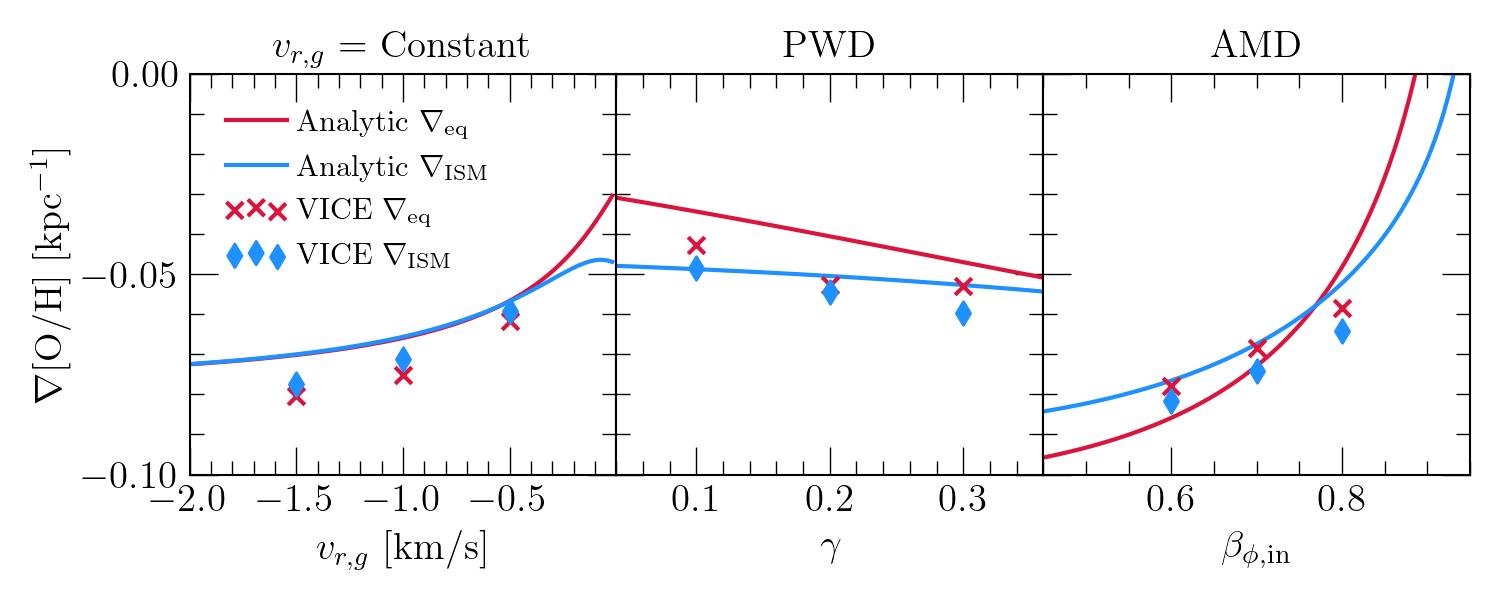 v_{r,g} = Constant
PWD
AMD
Analytic ∇_eq
Analytic ∇_ISM
VICE ∇_eq
VICE ∇_ISM
∇[O/H] [kpc⁻¹]
0.00
−0.05
−0.10
−2.0 −1.5 −1.0 −0.5
0.1 0.2 0.3
0.6 0.8
v_{r,g} [km/s]
γ
β_{ϕ,in}